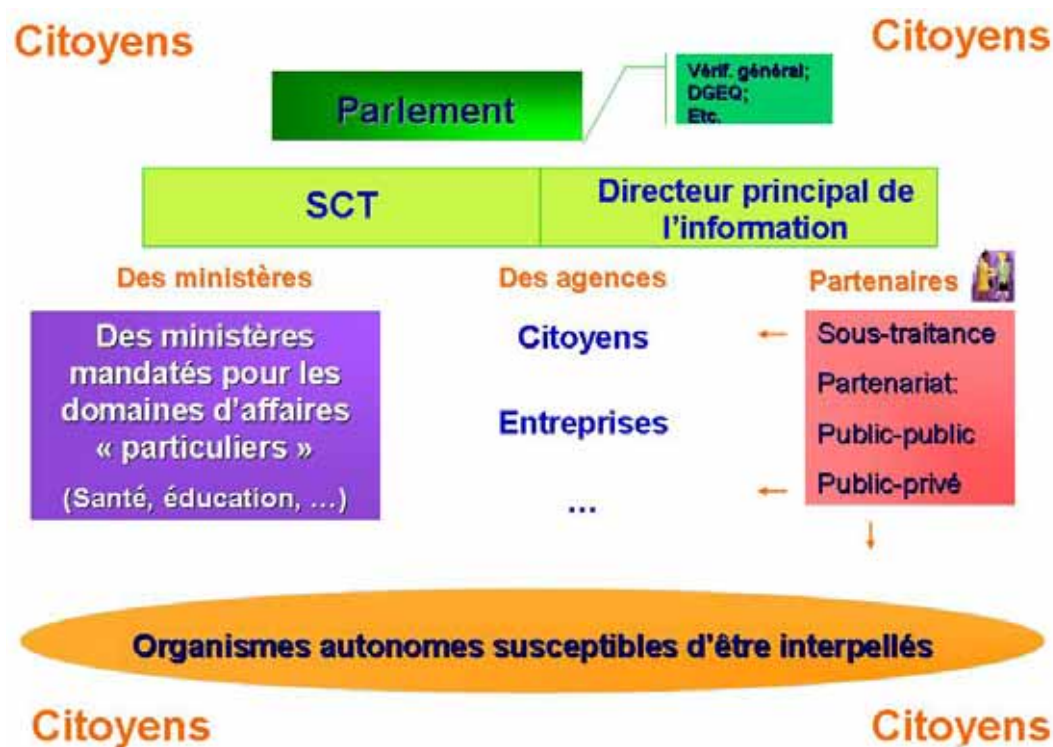 Citoyens
Citoyens
Parlement
Vérif. général;
DGEQ;
Etc.
SCT
Directeur principal de
l'information
Des ministères
Des agences
Partenaires
Des ministères
mandatés pour les
domaines d'affaires
« particuliers »
(Santé, éducation, ...)
Citoyens
Entreprises
...
Sous-traitance
Partenariat:
Public-public
Public-privé
Organismes autonomes susceptibles d'être interpellés
Citoyens
Citoyens